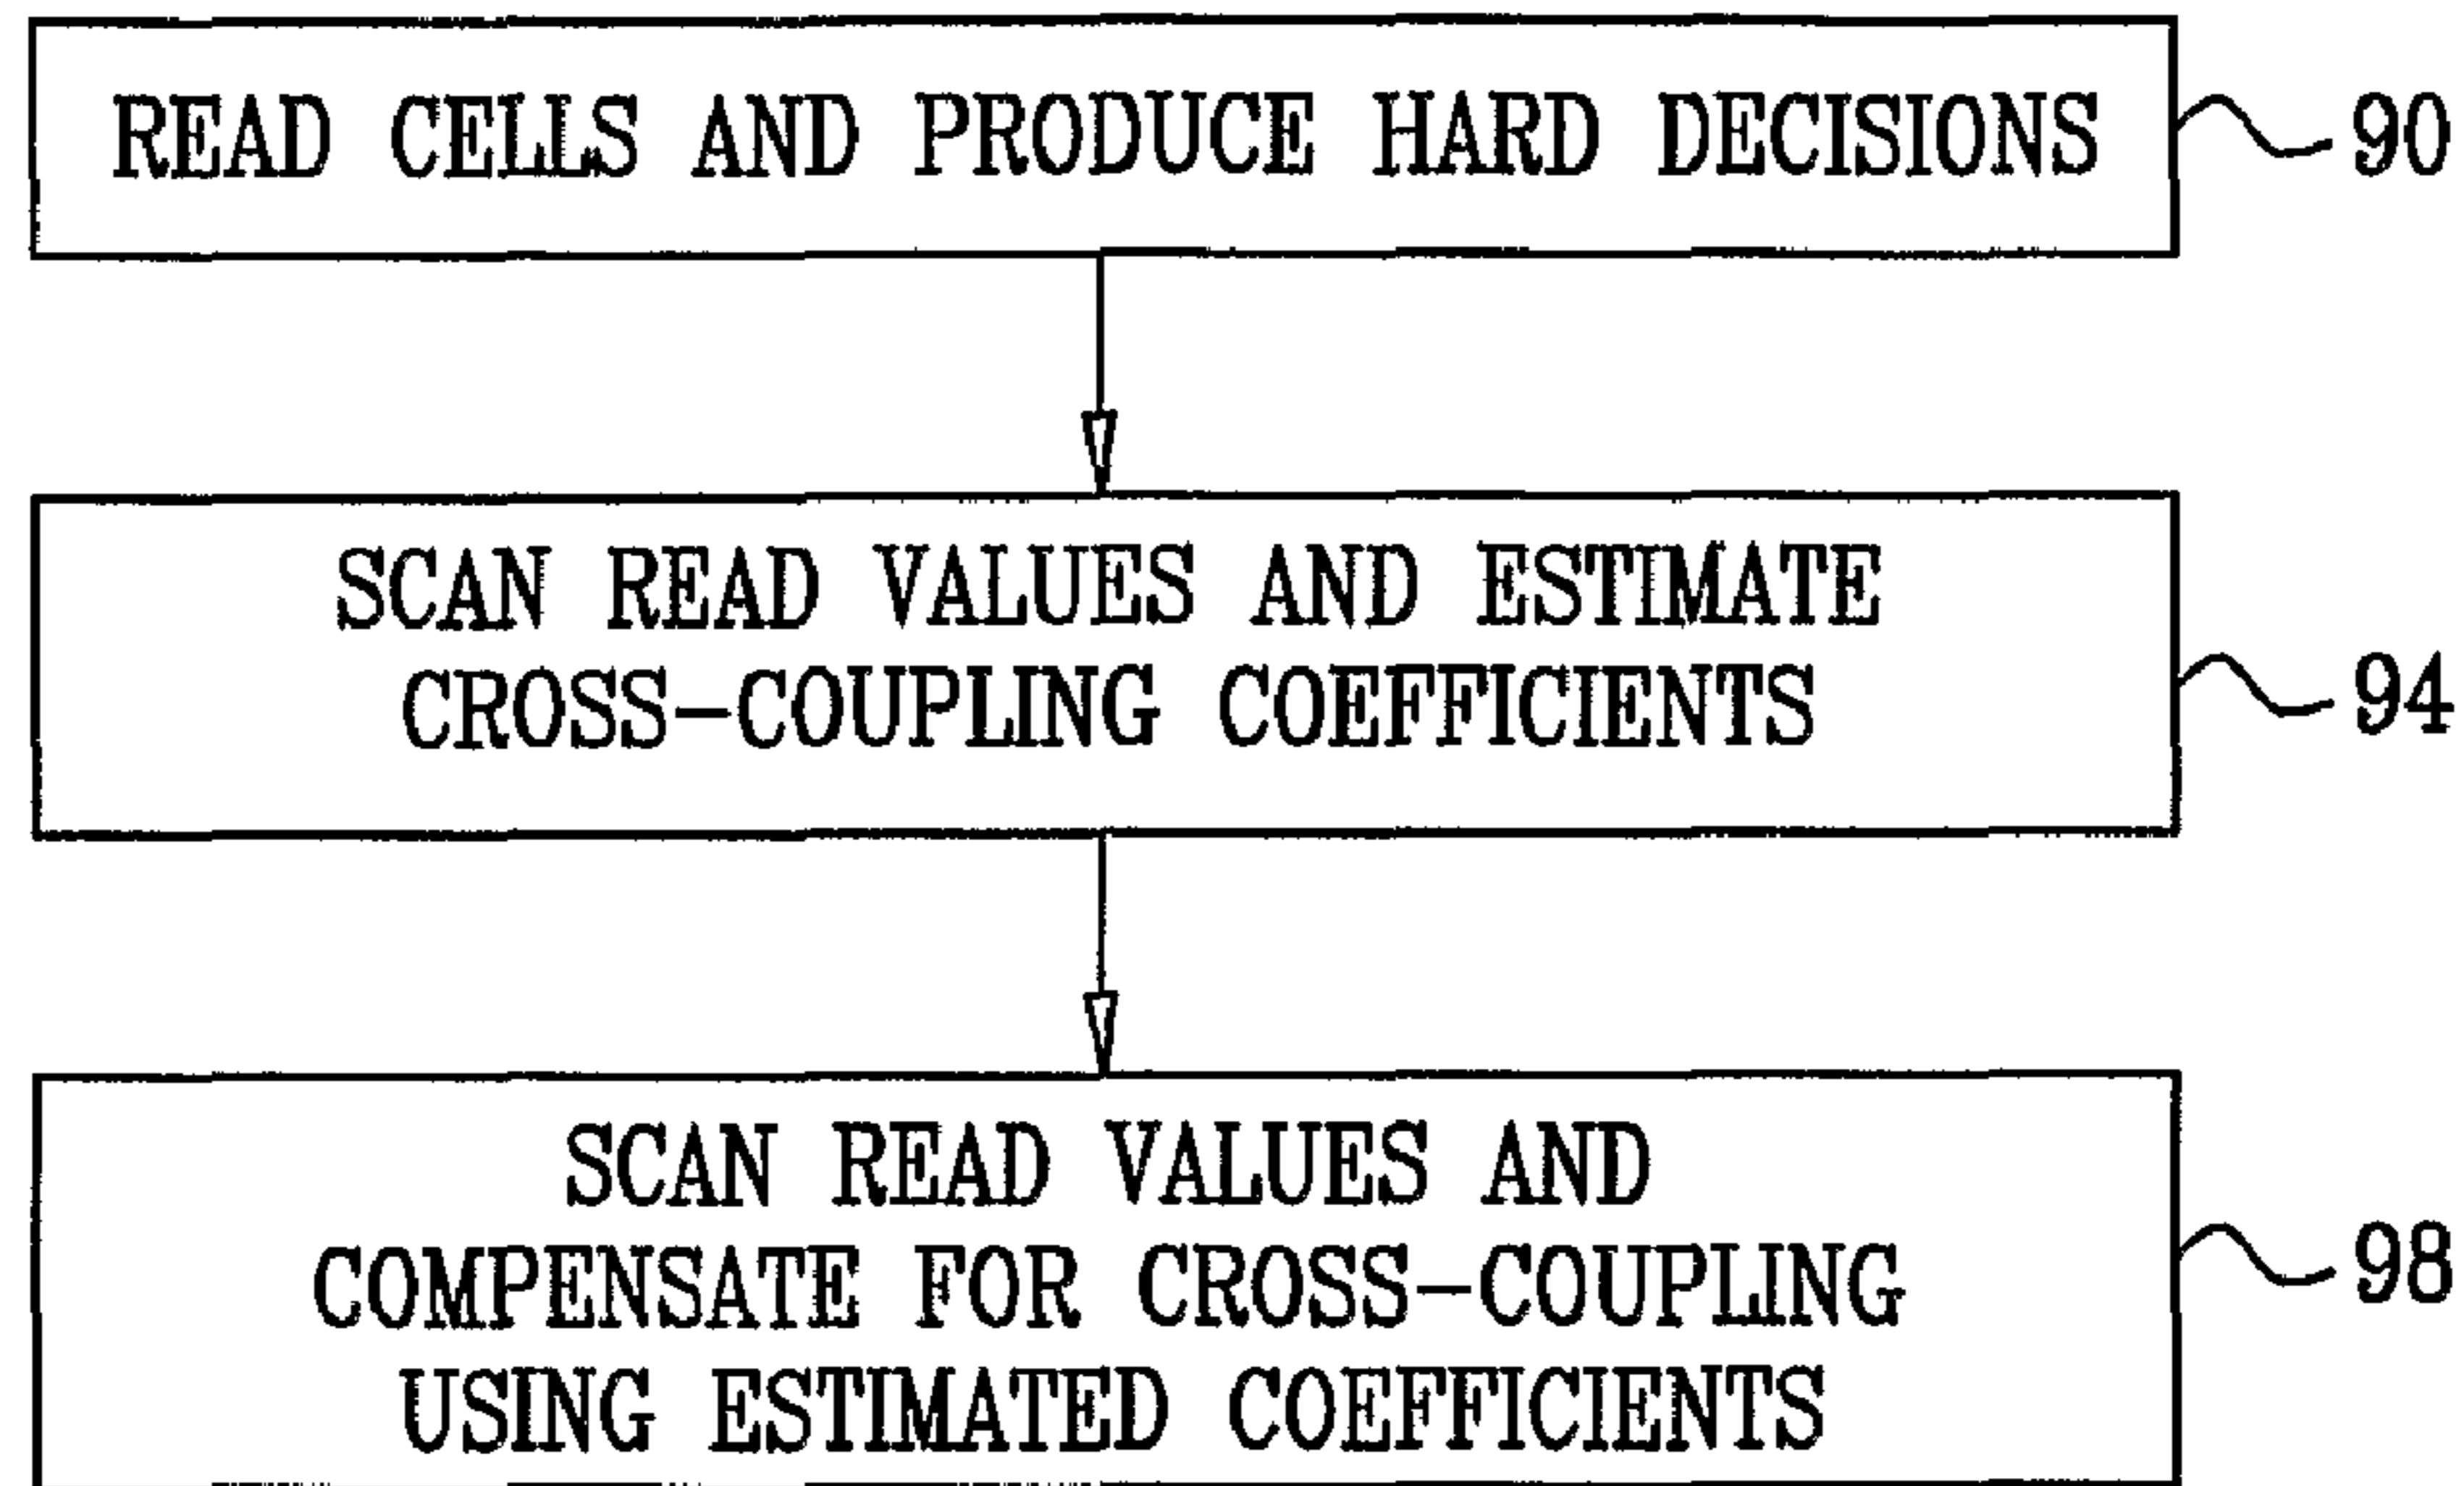 READ CELLS AND PRODUCE HARD DECISIONS
90
SCAN READ VALUES AND ESTIMATE
CROSS-COUPLING COEFFICIENTS
94
SCAN READ VALUES AND
COMPENSATE FOR CROSS-COUPLING
USING ESTIMATED COEFFICIENTS
98